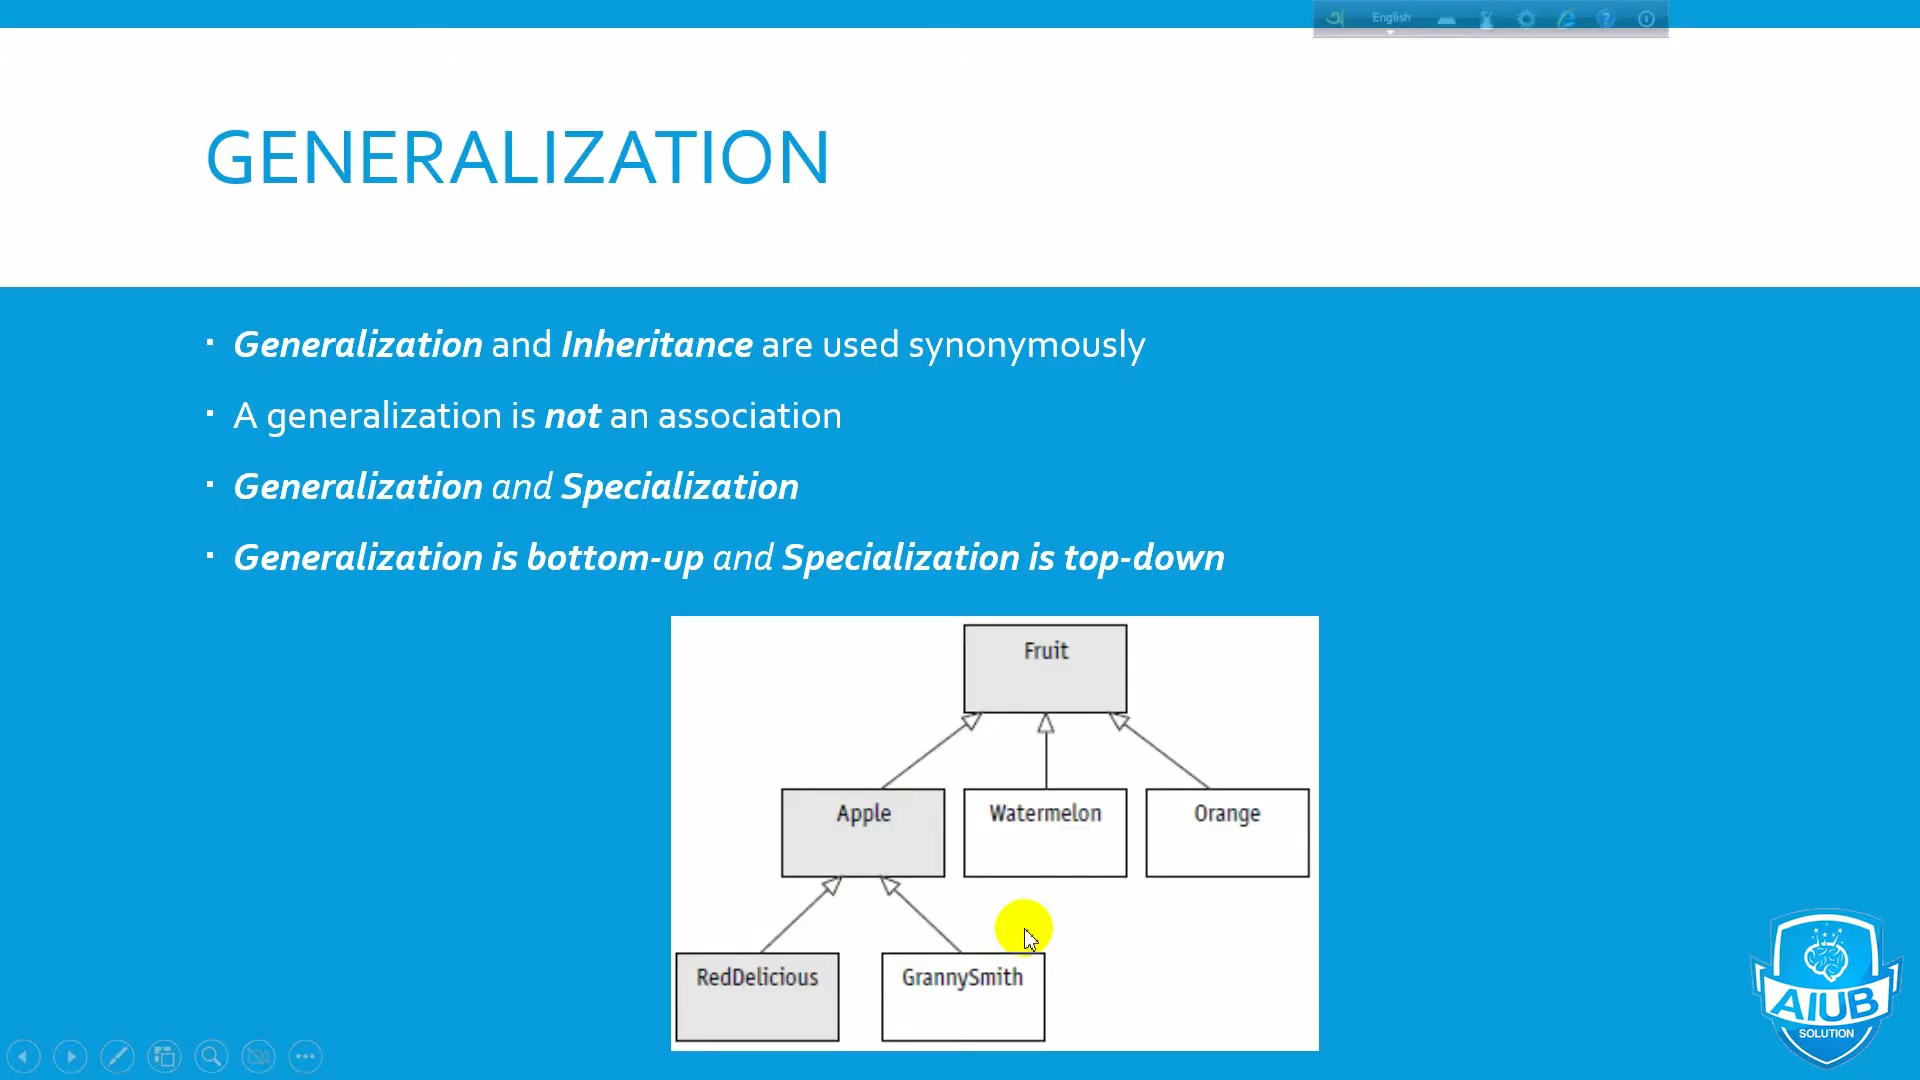 English
GENERALIZATION
Generalization and Inheritance are used synonymously
A generalization is not an association
Generalization and Specialization
Generalization is bottom-up and Specialization is top-down
Fruit
Apple
Watermelon
Orange
RedDelicious
GrannySmith
AIUB
SOLUTION